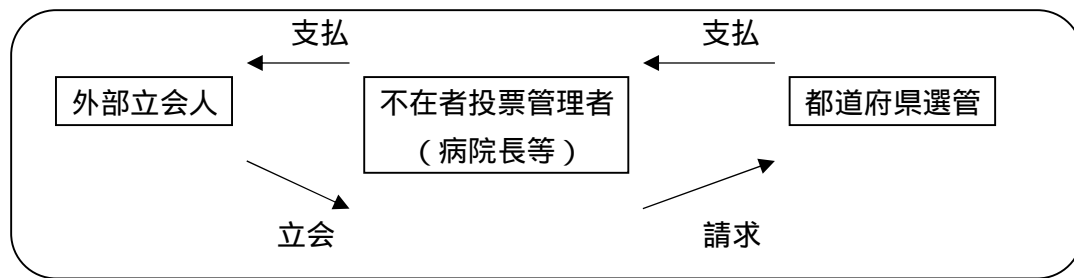 支払
支払
外部立会人
不在者投票管理者
(病院長等)
都道府県選管
立会
請求